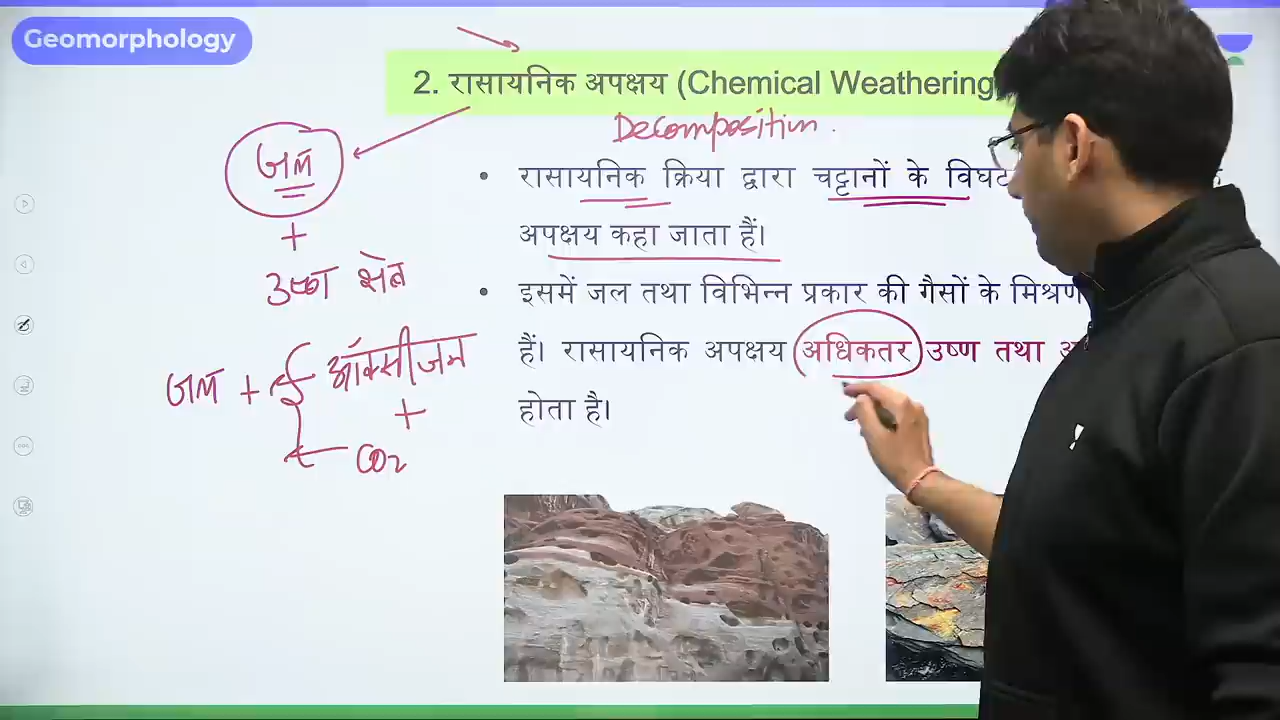 Geomorphology
2. रासायनिक अपक्षय (Chemical Weathering
Decomposition.
• रासायनिक क्रिया द्वारा चट्टानों के
अपक्षय कहा जाता हैं।
• इसमें जल तथा विभिन्न प्रकार की गैसों के मिश्रण
हैं। रासायनिक अपक्षय अधिकतर उष्ण तथा
होता है।
जल
+
उष्ण क्षेत्र
जल + ऑक्सीजन
+
CO2